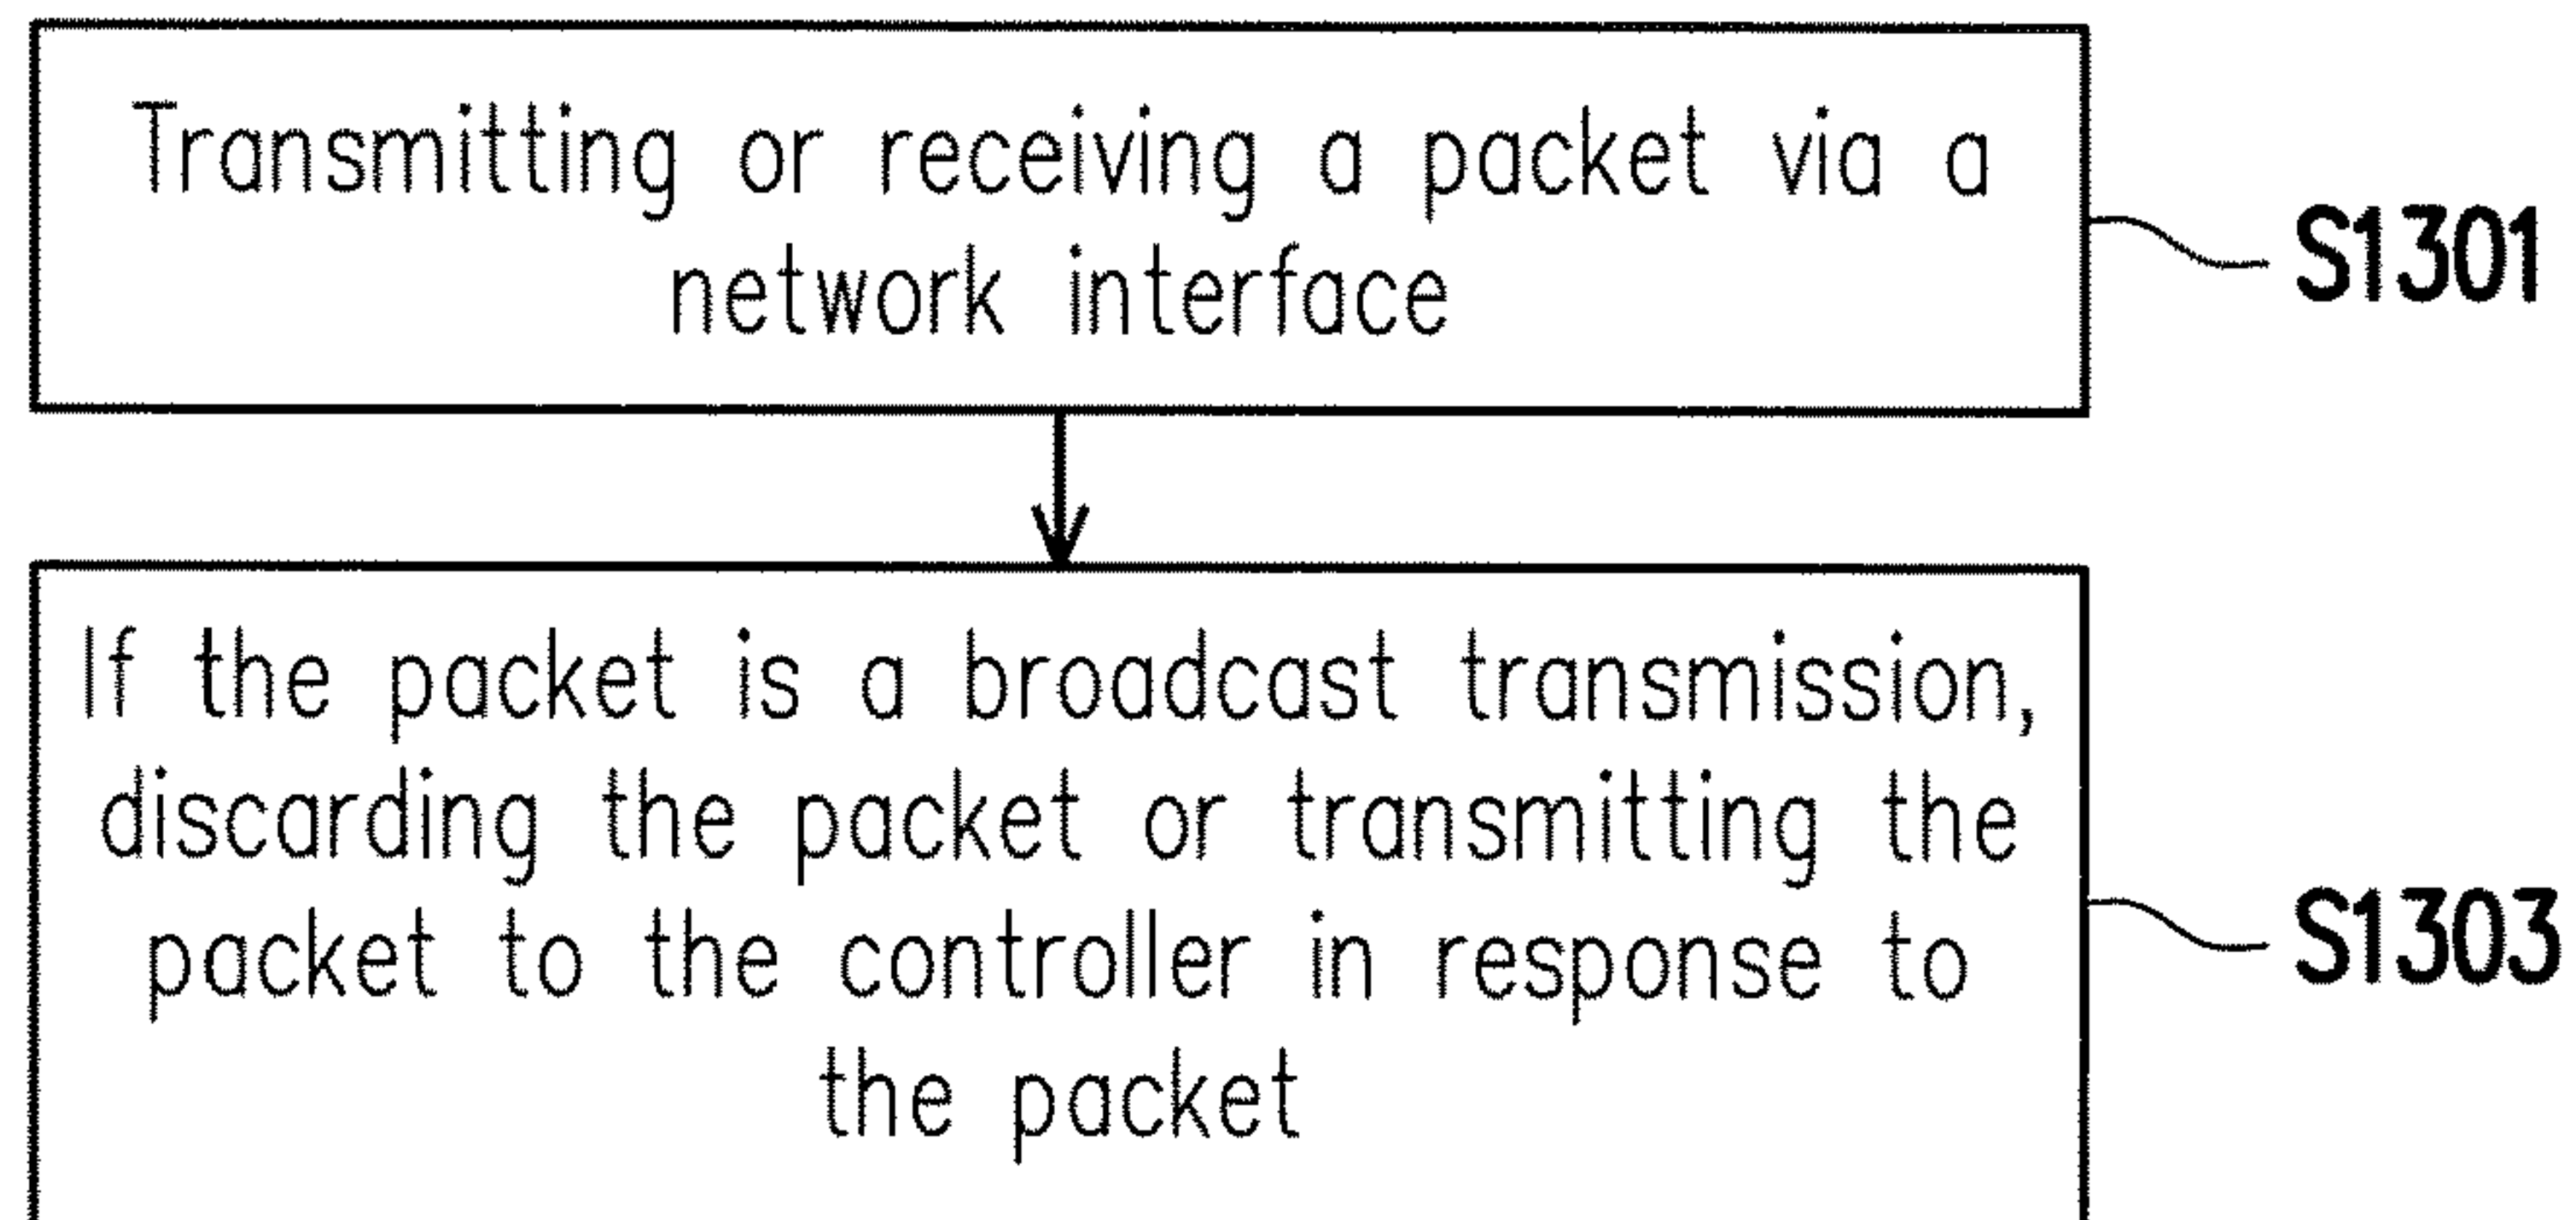 Transmitting or receiving a packet via a
network interface
S1301
If the packet is a broadcast transmission,
discarding the packet or transmitting the
packet to the controller in response to
the packet
S1303